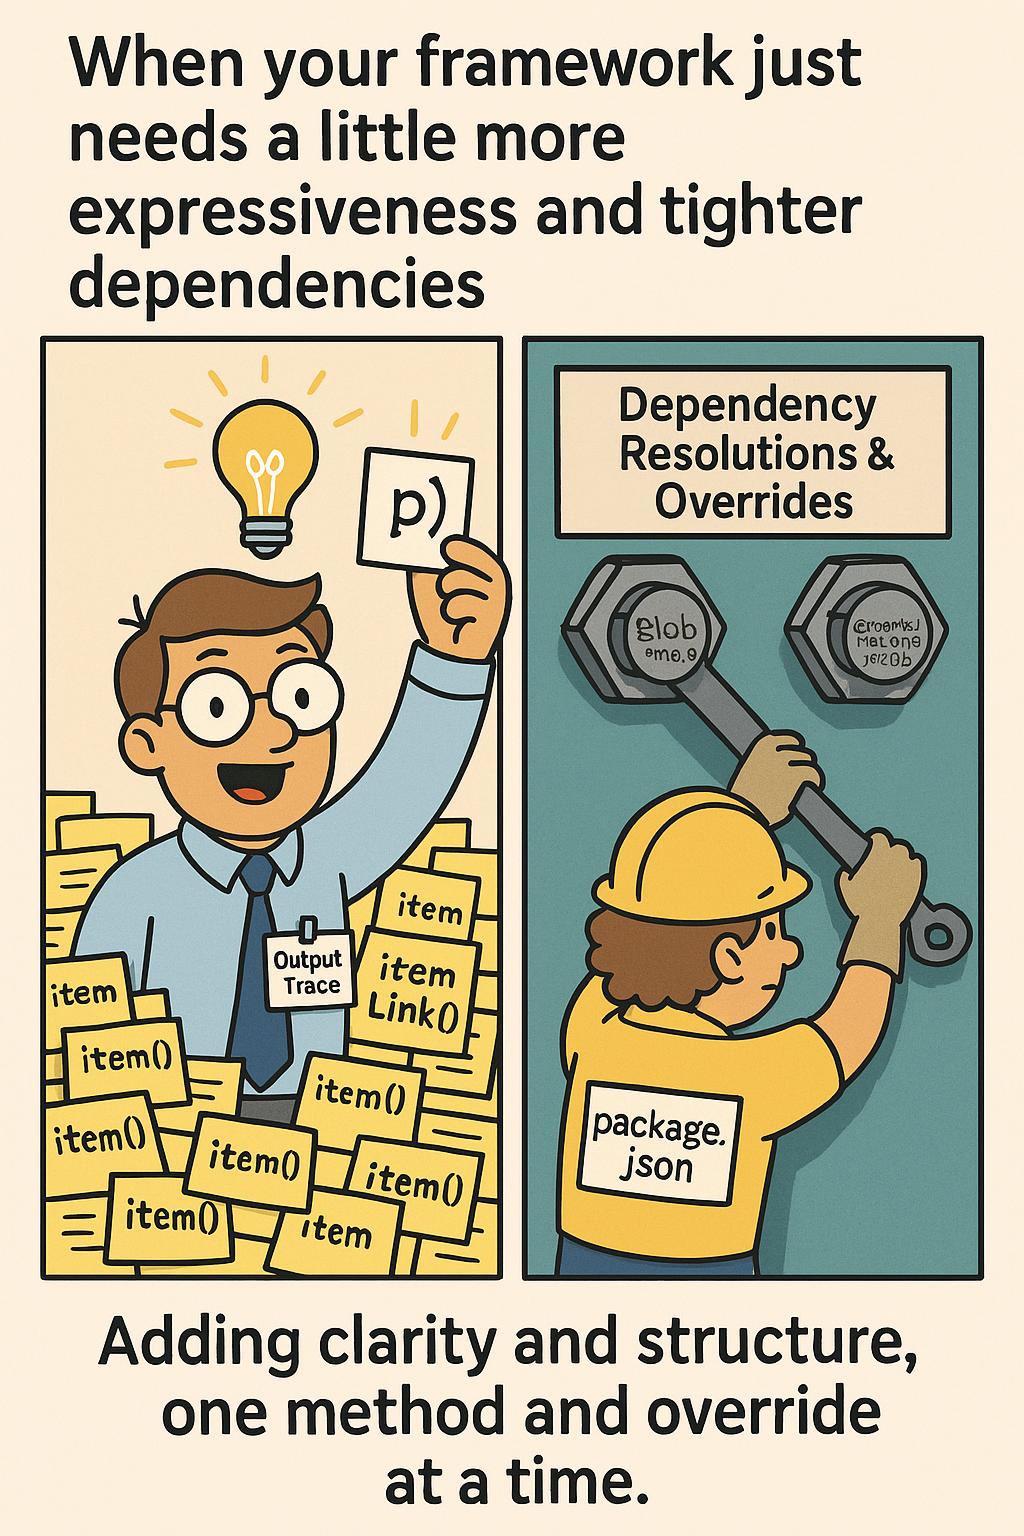 When your framework just
needs a little more
expressiveness and tighter
dependencies
p)
Output
Trace
item
item
Link()
item
item()
item()
item()
item()
item()
item()
item
Dependency
Resolutions &
Overrides
glob
package.
json
Adding clarity and structure,
one method and override
at a time.